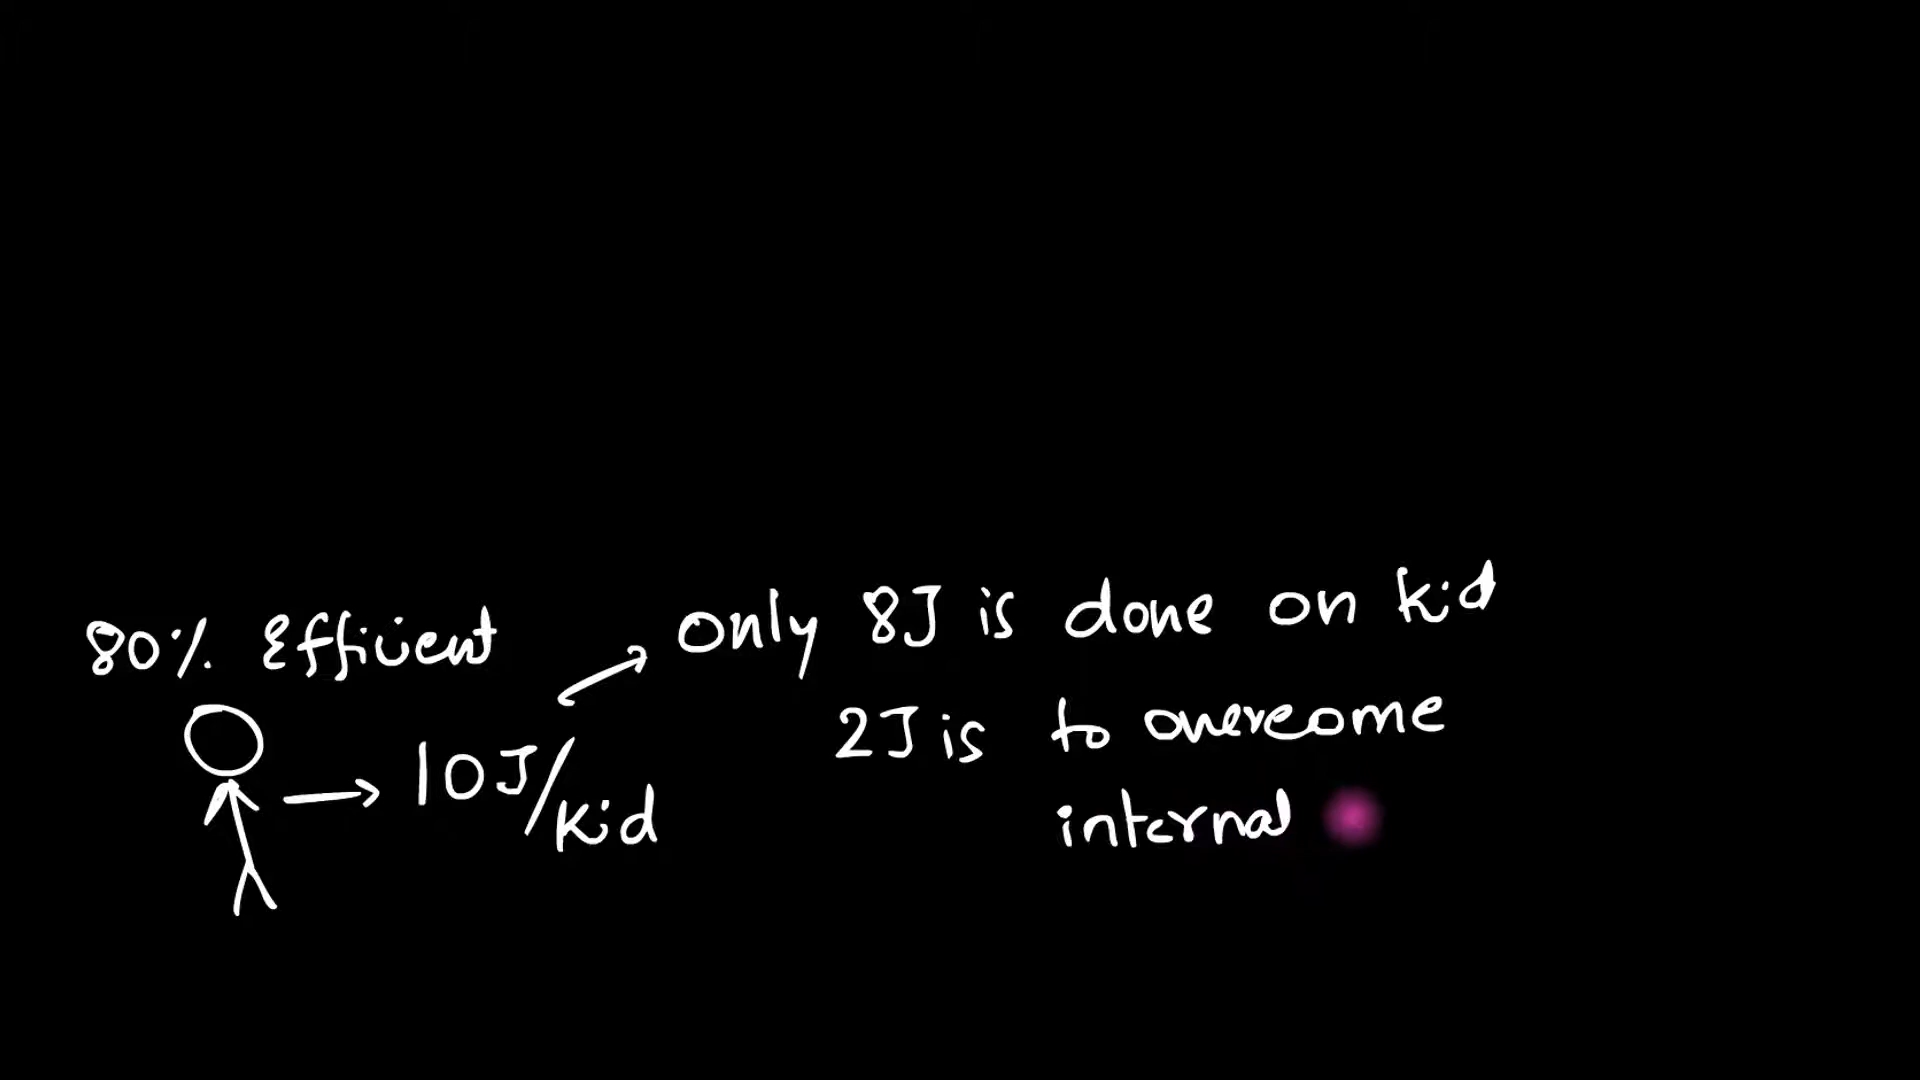 80% Efficient
only 8J is done on kid
2J is to overcome
internal
10J/kid